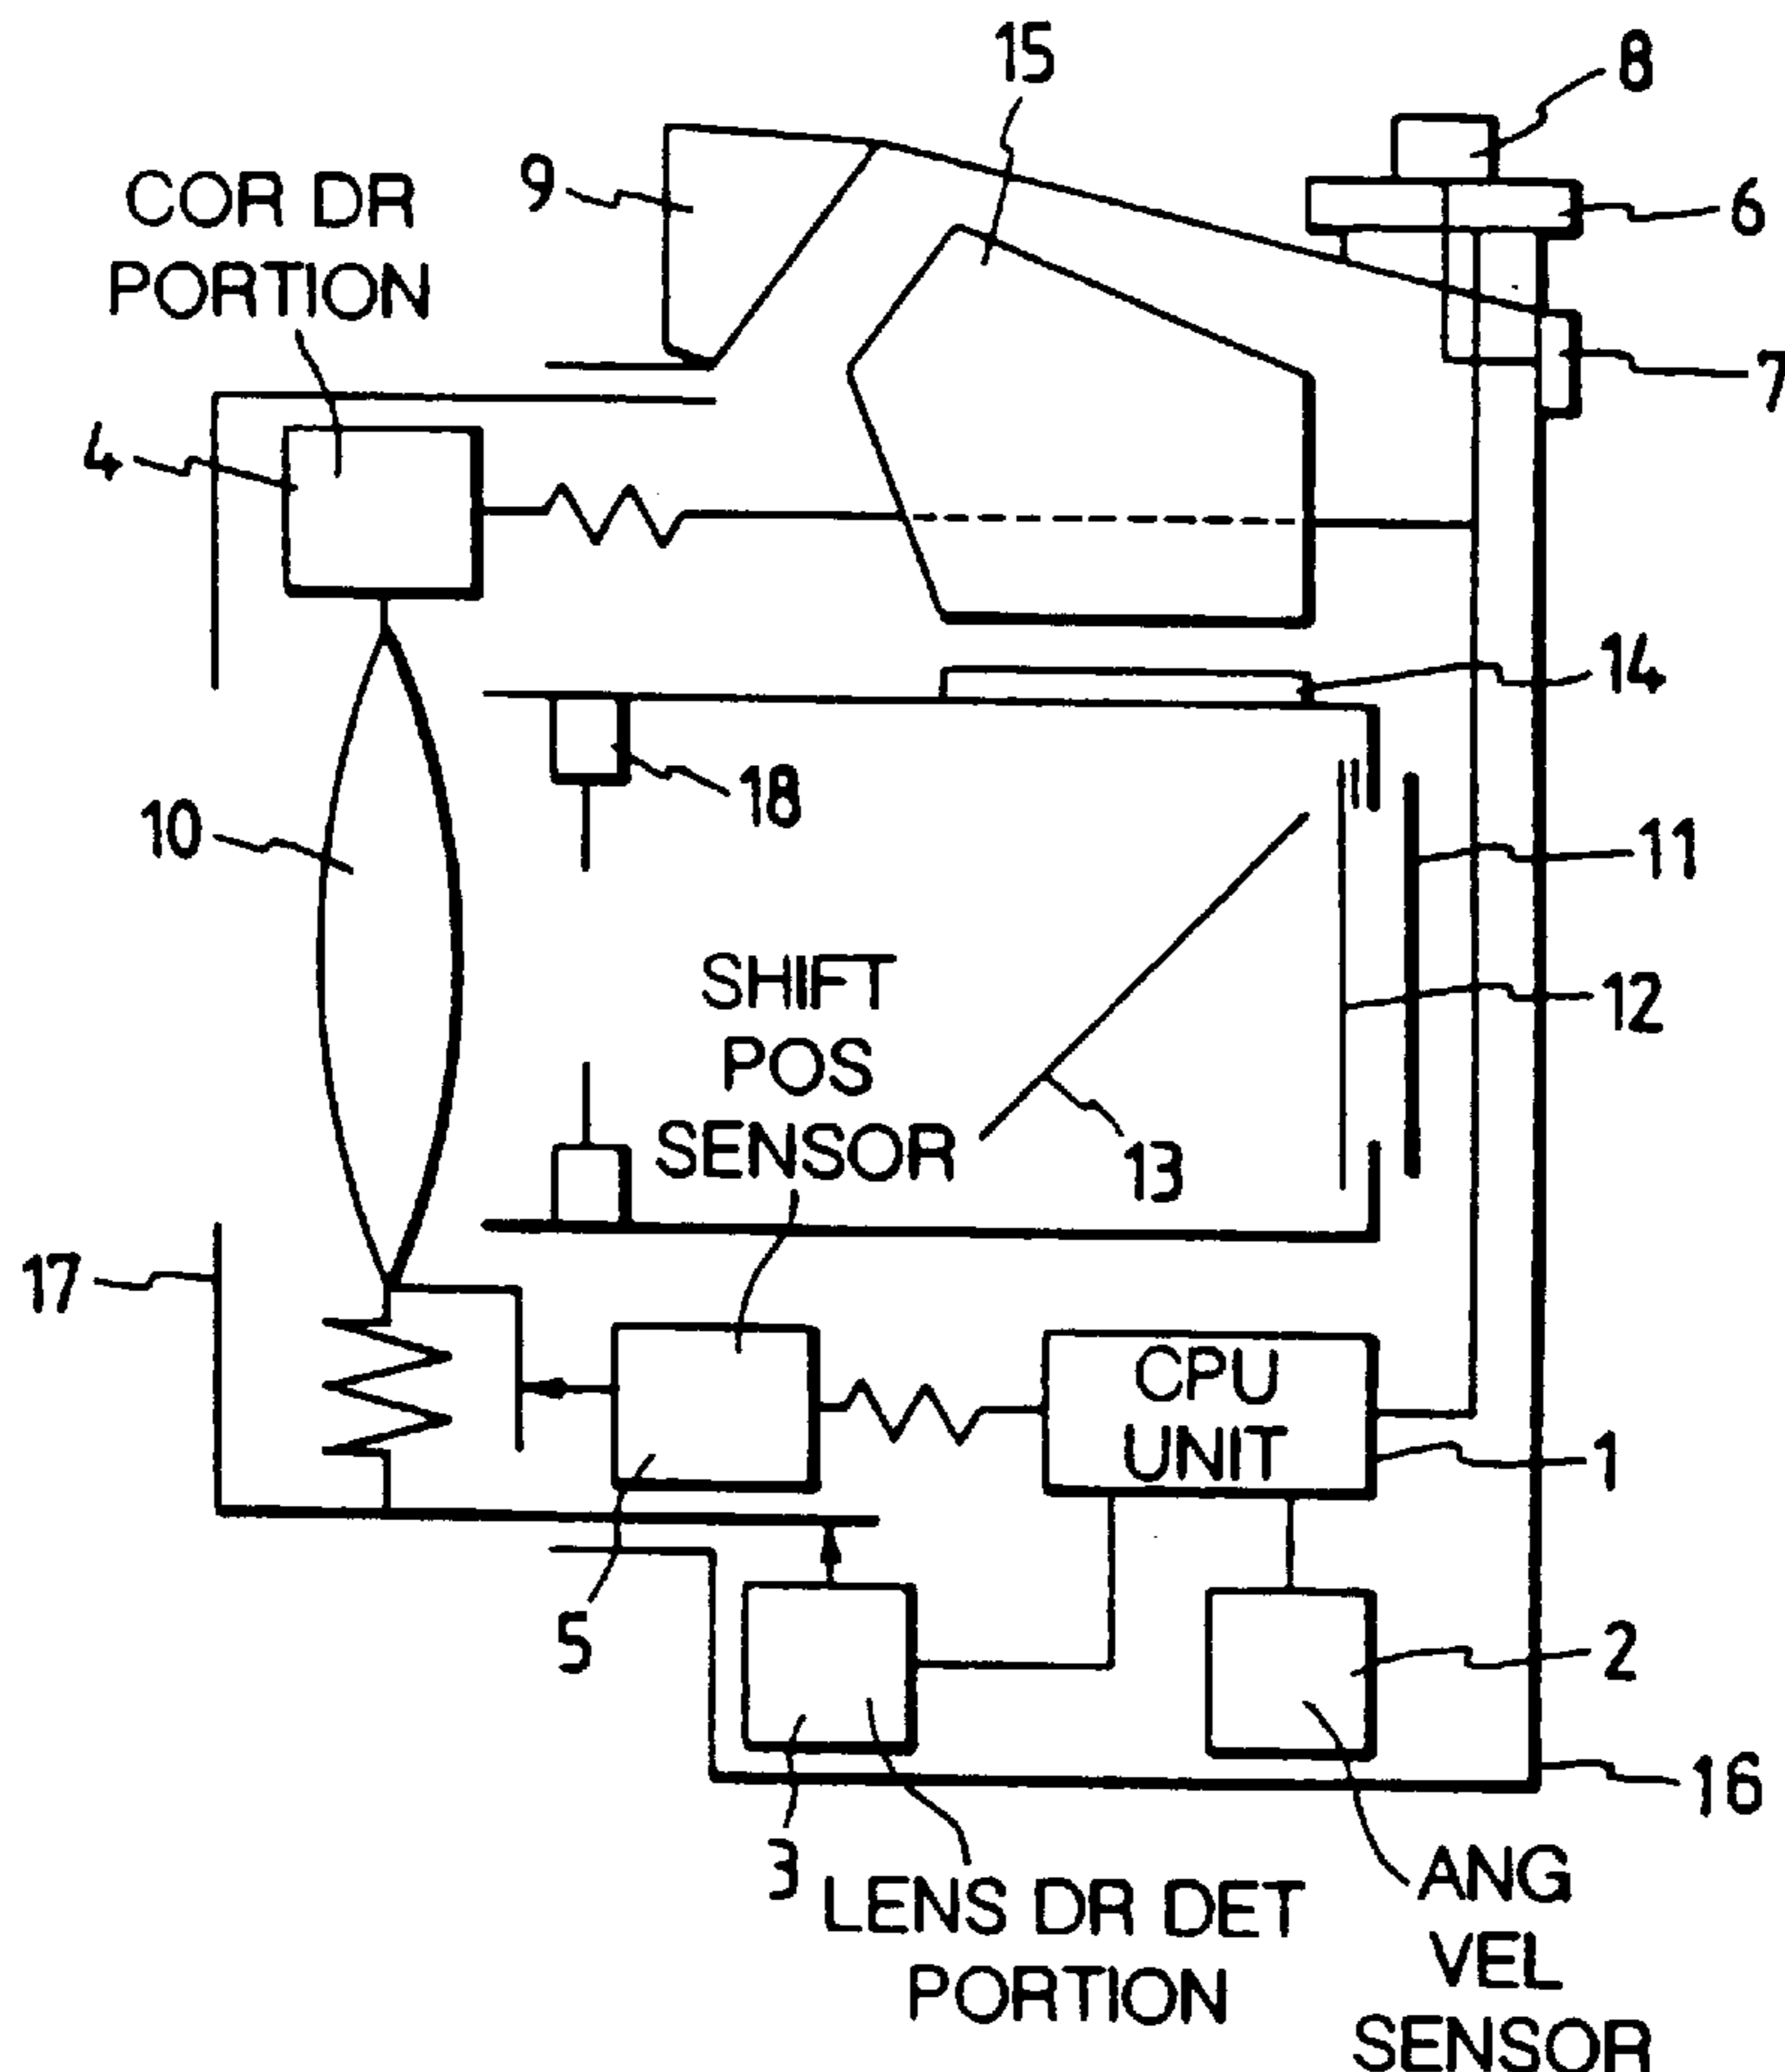 15
8
COR DR
PORTION
9
6
7
4
14
18
10
11
SHIFT
POS
SENSOR
12
13
17
CPU
UNIT
1
5
2
16
3
LENS DR DET
PORTION
ANG
VEL
SENSOR